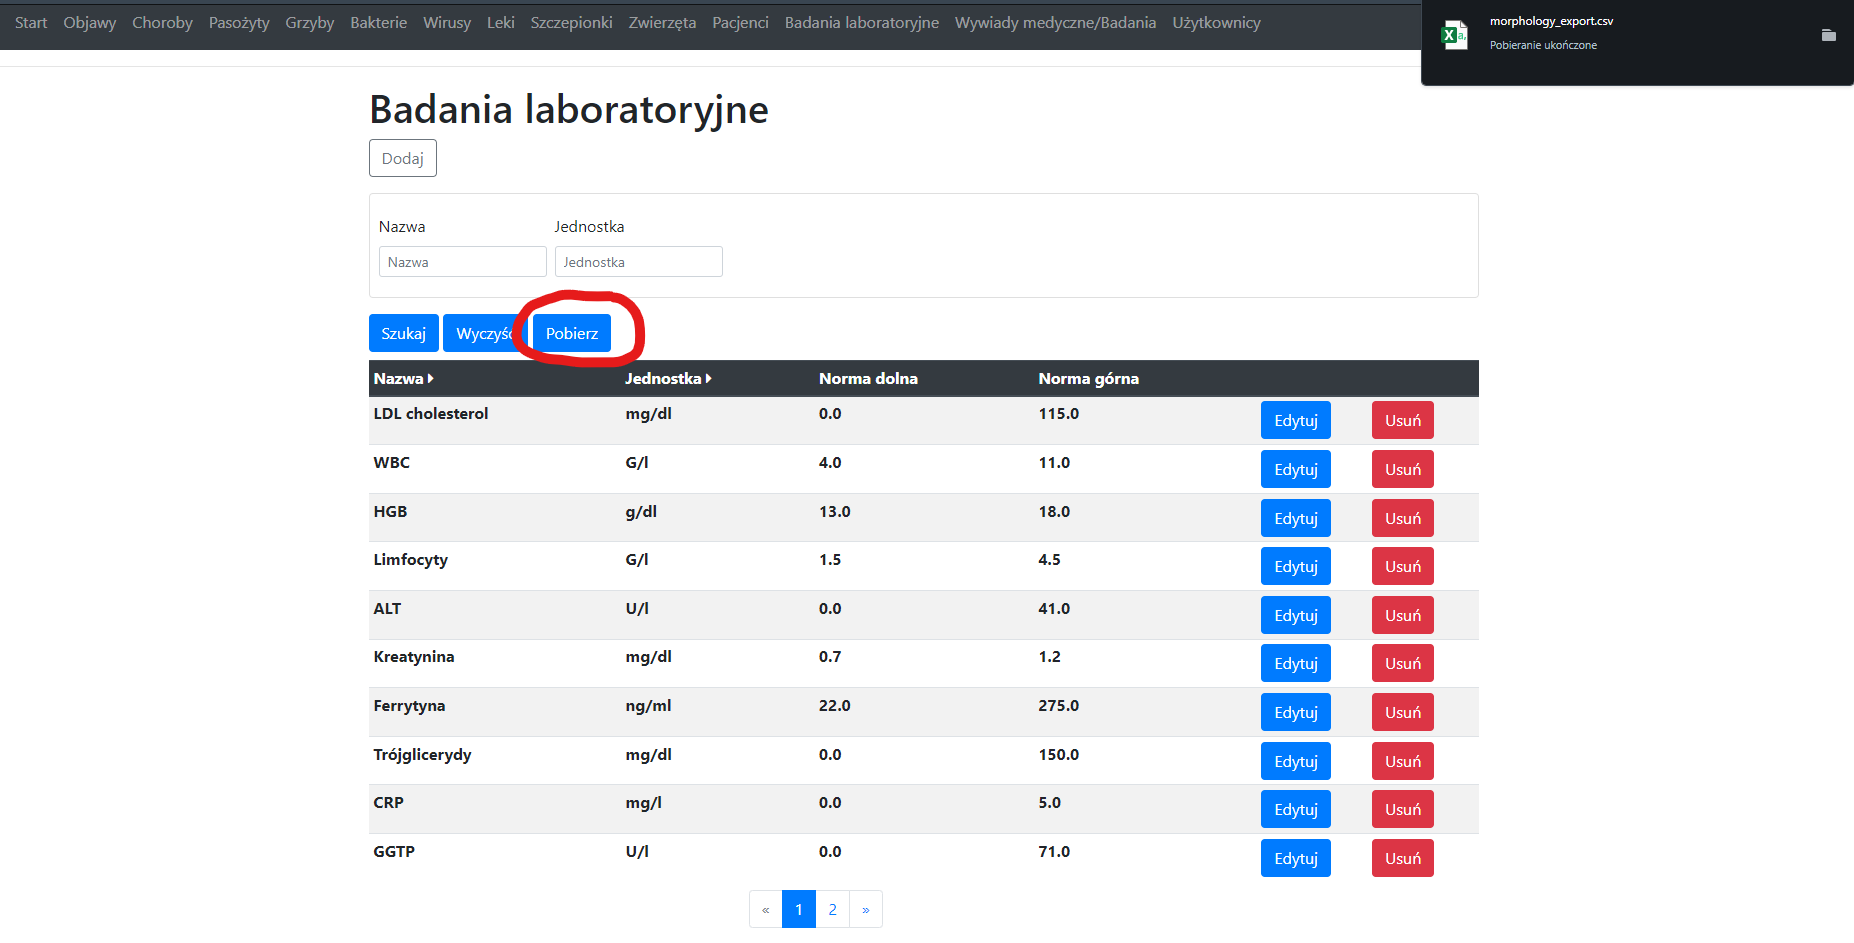 Start Objawy Choroby Pasożyty Grzyby Bakterie Wirusy Leki Szczepionki Zwierzęta Pacjenci Badania laboratoryjne Wywiady medyczne/Badania Użytkownicy
morphology_export.csv
Pobieranie ukończone
Badania laboratoryjne
Dodaj
Nazwa Jednostka
Nazwa Jednostka
Szukaj Wyczyść Pobierz
Nazwa Jednostka Norma dolna Norma górna
LDL cholesterol mg/dl 0.0 115.0 Edytuj Usuń
WBC G/l 4.0 11.0 Edytuj Usuń
HGB g/dl 13.0 18.0 Edytuj Usuń
Limfocyty G/l 1.5 4.5 Edytuj Usuń
ALT U/l 0.0 41.0 Edytuj Usuń
Kreatynina mg/dl 0.7 1.2 Edytuj Usuń
Ferrytyna ng/ml 22.0 275.0 Edytuj Usuń
Trójglicerydy mg/dl 0.0 150.0 Edytuj Usuń
CRP mg/l 0.0 5.0 Edytuj Usuń
GGTP U/l 0.0 71.0 Edytuj Usuń
« 1 2 »